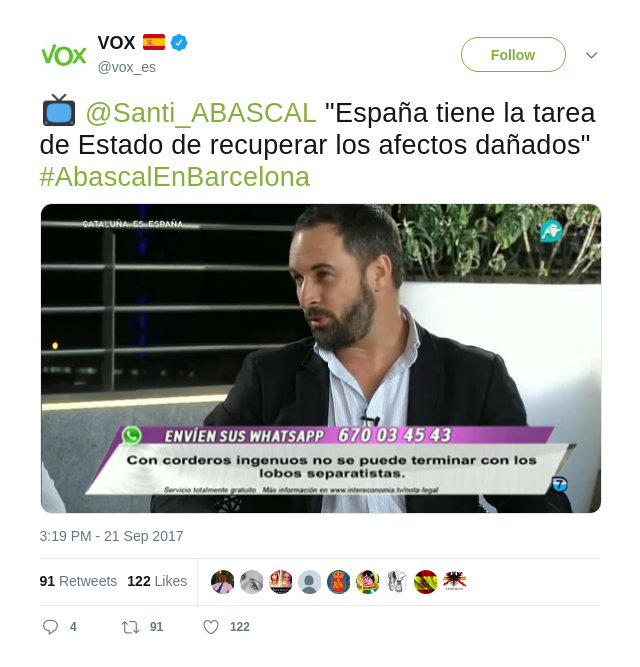 VOX
VOX
@vox_es
Follow
@Santi_ABASCAL "España tiene la tarea
de Estado de recuperar los afectos dañados"
#AbascalEnBarcelona
CATALUÑA ES ESPAÑA
ENVÍEN SUS WHATSAPP 670 03 45 43
Con corderos ingenuos no se puede terminar con los
lobos separatistas.
Servicio totalmente gratuito. Más información en www.intereconomia.tv/nota-legal
7
3:19 PM - 21 Sep 2017
91 Retweets 122 Likes
4 91 122